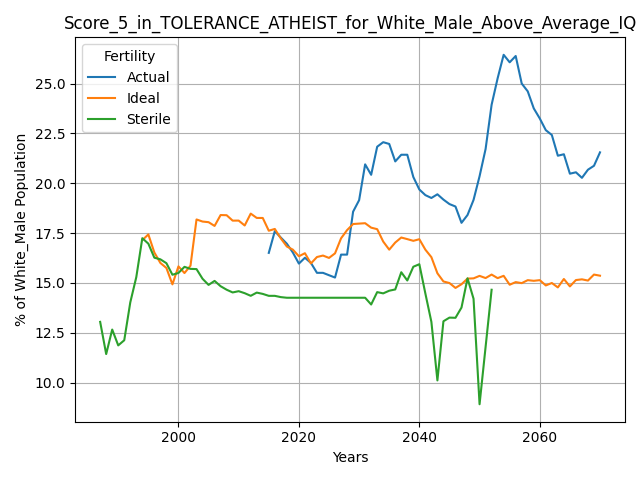 Score_5_in_TOLERANCE_ATHEIST_for_White_Male_Above_Average_IQ
Fertility
Actual
Ideal
Sterile
% of White_Male Population
25.0
22.5
20.0
17.5
15.0
12.5
10.0
2000
2020
2040
2060
Years